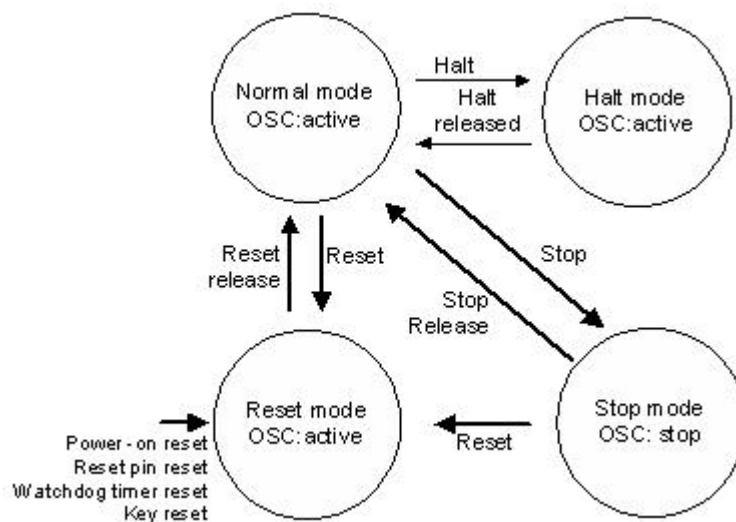 Normal mode
OSC:active
Halt
Halt
released
Halt mode
OSC:active
Reset
release
Reset
Stop
Stop
Release
Reset mode
OSC:active
Reset
Stop mode
OSC: stop
Power-on reset
Reset pin reset
Watchdog timer reset
Key reset